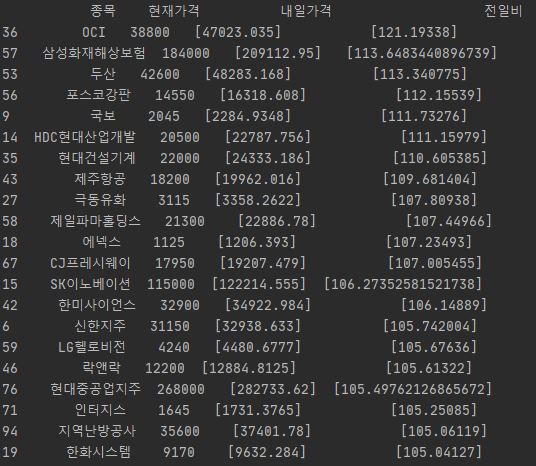 종목 현재가격 내일가격 전일비
36 OCI 38800 [47023.035] [121.19338]
57 삼성화재해상보험 184000 [209112.95] [113.6483440896739]
53 두산 42600 [48283.168] [113.340775]
56 포스코강판 14550 [16318.608] [112.15539]
9 국보 2045 [2284.9348] [111.73276]
14 HDC현대산업개발 20500 [22787.756] [111.15979]
35 현대건설기계 22000 [24333.186] [110.605385]
43 제주항공 18200 [19962.016] [109.681404]
27 극동유화 3115 [3358.2622] [107.80938]
58 제일파마홀딩스 21300 [22886.78] [107.44966]
18 에넥스 1125 [1206.393] [107.23493]
67 CJ프레시웨이 17950 [19207.479] [107.005455]
15 SK이노베이션 115000 [122214.555] [106.27352581521738]
42 한미사이언스 32900 [34922.984] [106.14889]
6 신한지주 31150 [32938.633] [105.742004]
59 LG헬로비전 4240 [4480.6777] [105.67636]
46 락앤락 12200 [12884.8125] [105.61322]
76 현대중공업지주 268000 [282733.62] [105.49762126865672]
71 인터지스 1645 [1731.3765] [105.25085]
94 지역난방공사 35600 [37401.78] [105.06119]
19 한화시스템 9170 [9632.284] [105.04127]